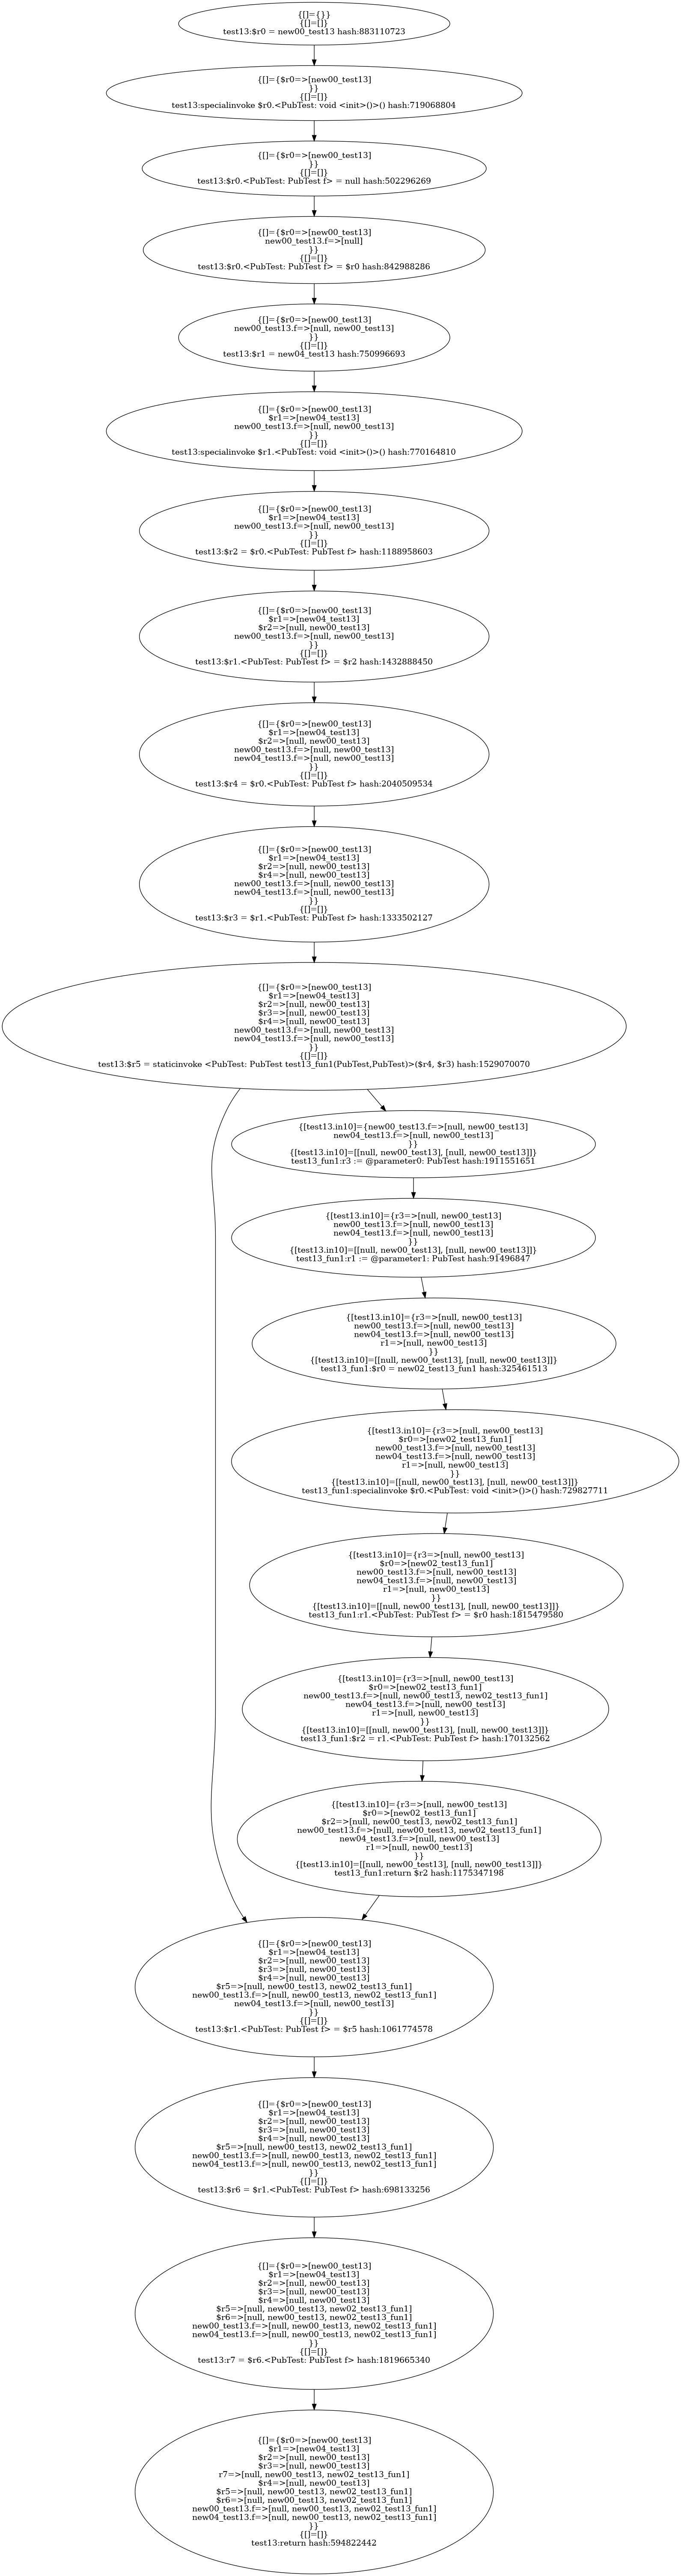 {[]={}}
{[]=[]}
test13:$r0 = new00_test13 hash:883110723
{[]={$r0=>[new00_test13]
}}
{[]=[]}
test13:specialinvoke $r0.<PubTest: void <init>()>() hash:719068804
{[]={$r0=>[new00_test13]
}}
{[]=[]}
test13:$r0.<PubTest: PubTest f> = null hash:502296269
{[]={$r0=>[new00_test13]
new00_test13.f=>[null]
}}
{[]=[]}
test13:$r0.<PubTest: PubTest f> = $r0 hash:842988286
{[]={$r0=>[new00_test13]
new00_test13.f=>[null, new00_test13]
}}
{[]=[]}
test13:$r1 = new04_test13 hash:750996693
{[]={$r0=>[new00_test13]
$r1=>[new04_test13]
new00_test13.f=>[null, new00_test13]
}}
{[]=[]}
test13:specialinvoke $r1.<PubTest: void <init>()>() hash:770164810
{[]={$r0=>[new00_test13]
$r1=>[new04_test13]
new00_test13.f=>[null, new00_test13]
}}
{[]=[]}
test13:$r2 = $r0.<PubTest: PubTest f> hash:1188958603
{[]={$r0=>[new00_test13]
$r1=>[new04_test13]
$r2=>[null, new00_test13]
new00_test13.f=>[null, new00_test13]
}}
{[]=[]}
test13:$r1.<PubTest: PubTest f> = $r2 hash:1432888450
{[]={$r0=>[new00_test13]
$r1=>[new04_test13]
$r2=>[null, new00_test13]
new00_test13.f=>[null, new00_test13]
new04_test13.f=>[null, new00_test13]
}}
{[]=[]}
test13:$r4 = $r0.<PubTest: PubTest f> hash:2040509534
{[]={$r0=>[new00_test13]
$r1=>[new04_test13]
$r2=>[null, new00_test13]
$r4=>[null, new00_test13]
new00_test13.f=>[null, new00_test13]
new04_test13.f=>[null, new00_test13]
}}
{[]=[]}
test13:$r3 = $r1.<PubTest: PubTest f> hash:1333502127
{[]={$r0=>[new00_test13]
$r1=>[new04_test13]
$r2=>[null, new00_test13]
$r3=>[null, new00_test13]
$r4=>[null, new00_test13]
new00_test13.f=>[null, new00_test13]
new04_test13.f=>[null, new00_test13]
}}
{[]=[]}
test13:$r5 = staticinvoke <PubTest: PubTest test13_fun1(PubTest,PubTest)>($r4, $r3) hash:1529070070
{[test13.in10]={new00_test13.f=>[null, new00_test13]
new04_test13.f=>[null, new00_test13]
}}
{[test13.in10]=[[null, new00_test13], [null, new00_test13]]}
test13_fun1:r3 := @parameter0: PubTest hash:1911551651
{[test13.in10]={r3=>[null, new00_test13]
new00_test13.f=>[null, new00_test13]
new04_test13.f=>[null, new00_test13]
}}
{[test13.in10]=[[null, new00_test13], [null, new00_test13]]}
test13_fun1:r1 := @parameter1: PubTest hash:91496847
{[test13.in10]={r3=>[null, new00_test13]
new00_test13.f=>[null, new00_test13]
new04_test13.f=>[null, new00_test13]
r1=>[null, new00_test13]
}}
{[test13.in10]=[[null, new00_test13], [null, new00_test13]]}
test13_fun1:$r0 = new02_test13_fun1 hash:325461513
{[test13.in10]={r3=>[null, new00_test13]
$r0=>[new02_test13_fun1]
new00_test13.f=>[null, new00_test13]
new04_test13.f=>[null, new00_test13]
r1=>[null, new00_test13]
}}
{[test13.in10]=[[null, new00_test13], [null, new00_test13]]}
test13_fun1:specialinvoke $r0.<PubTest: void <init>()>() hash:729827711
{[test13.in10]={r3=>[null, new00_test13]
$r0=>[new02_test13_fun1]
new00_test13.f=>[null, new00_test13]
new04_test13.f=>[null, new00_test13]
r1=>[null, new00_test13]
}}
{[test13.in10]=[[null, new00_test13], [null, new00_test13]]}
test13_fun1:r1.<PubTest: PubTest f> = $r0 hash:1815479580
{[test13.in10]={r3=>[null, new00_test13]
$r0=>[new02_test13_fun1]
new00_test13.f=>[null, new00_test13, new02_test13_fun1]
new04_test13.f=>[null, new00_test13]
r1=>[null, new00_test13]
}}
{[test13.in10]=[[null, new00_test13], [null, new00_test13]]}
test13_fun1:$r2 = r1.<PubTest: PubTest f> hash:170132562
{[test13.in10]={r3=>[null, new00_test13]
$r0=>[new02_test13_fun1]
$r2=>[null, new00_test13, new02_test13_fun1]
new00_test13.f=>[null, new00_test13, new02_test13_fun1]
new04_test13.f=>[null, new00_test13]
r1=>[null, new00_test13]
}}
{[test13.in10]=[[null, new00_test13], [null, new00_test13]]}
test13_fun1:return $r2 hash:1175347198
{[]={$r0=>[new00_test13]
$r1=>[new04_test13]
$r2=>[null, new00_test13]
$r3=>[null, new00_test13]
$r4=>[null, new00_test13]
$r5=>[null, new00_test13, new02_test13_fun1]
new00_test13.f=>[null, new00_test13, new02_test13_fun1]
new04_test13.f=>[null, new00_test13]
}}
{[]=[]}
test13:$r1.<PubTest: PubTest f> = $r5 hash:1061774578
{[]={$r0=>[new00_test13]
$r1=>[new04_test13]
$r2=>[null, new00_test13]
$r3=>[null, new00_test13]
$r4=>[null, new00_test13]
$r5=>[null, new00_test13, new02_test13_fun1]
new00_test13.f=>[null, new00_test13, new02_test13_fun1]
new04_test13.f=>[null, new00_test13, new02_test13_fun1]
}}
{[]=[]}
test13:$r6 = $r1.<PubTest: PubTest f> hash:698133256
{[]={$r0=>[new00_test13]
$r1=>[new04_test13]
$r2=>[null, new00_test13]
$r3=>[null, new00_test13]
$r4=>[null, new00_test13]
$r5=>[null, new00_test13, new02_test13_fun1]
$r6=>[null, new00_test13, new02_test13_fun1]
new00_test13.f=>[null, new00_test13, new02_test13_fun1]
new04_test13.f=>[null, new00_test13, new02_test13_fun1]
}}
{[]=[]}
test13:r7 = $r6.<PubTest: PubTest f> hash:1819665340
{[]={$r0=>[new00_test13]
$r1=>[new04_test13]
$r2=>[null, new00_test13]
$r3=>[null, new00_test13]
r7=>[null, new00_test13, new02_test13_fun1]
$r4=>[null, new00_test13]
$r5=>[null, new00_test13, new02_test13_fun1]
$r6=>[null, new00_test13, new02_test13_fun1]
new00_test13.f=>[null, new00_test13, new02_test13_fun1]
new04_test13.f=>[null, new00_test13, new02_test13_fun1]
}}
{[]=[]}
test13:return hash:594822442